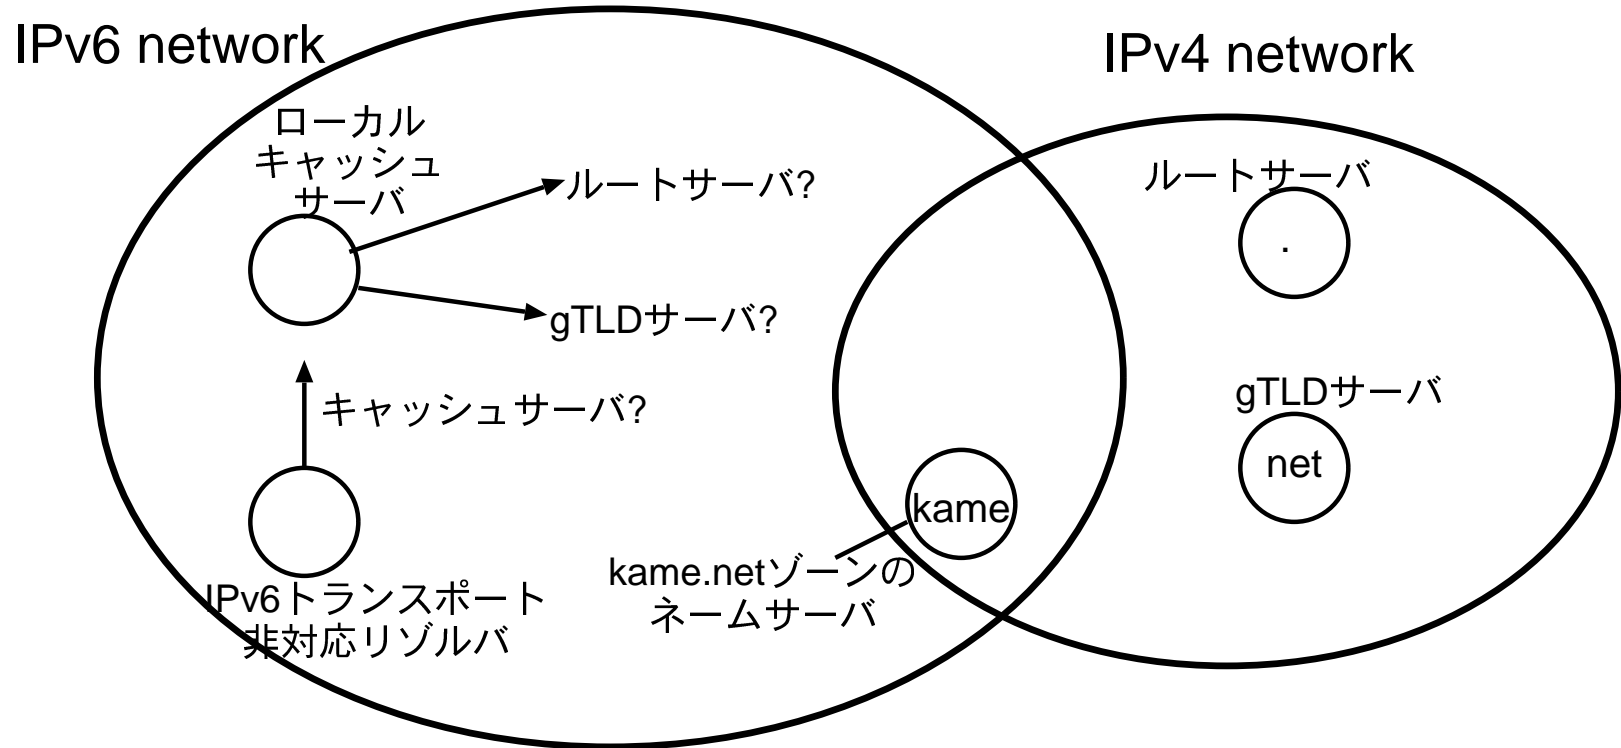 IPv6 network
IPv4 network
ローカル
キャッシュ
サーバ
ルートサーバ?
gTLDサーバ?
キャッシュサーバ?
IPv6トランスポート
非対応リゾルバ
kame
kame.netゾーンの
ネームサーバ
ルートサーバ
.
gTLDサーバ
net